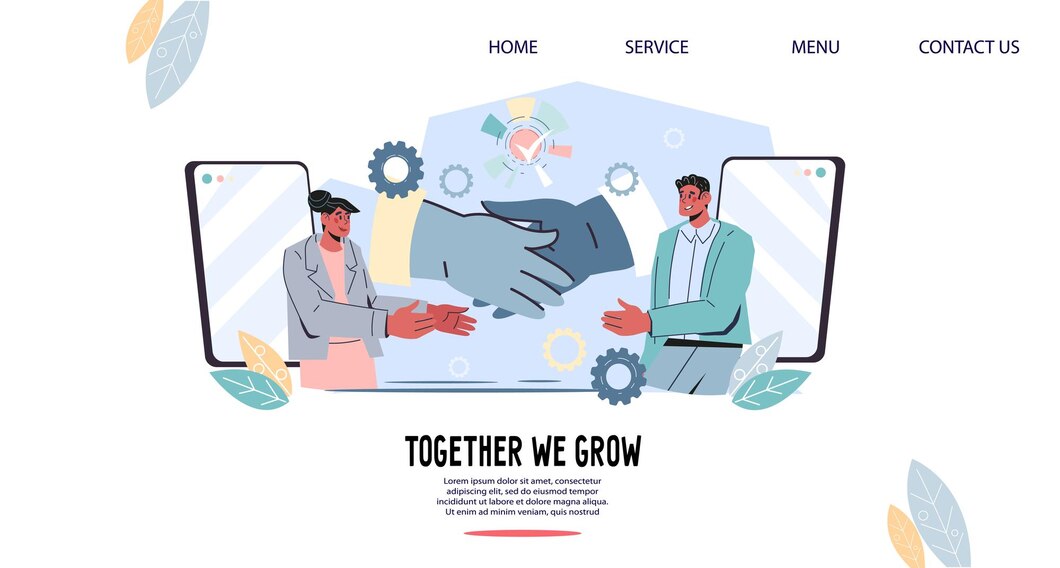 HOME SERVICE MENU CONTACT US
TOGETHER WE GROW
Lorem ipsum dolor sit amet, consectetur
adipiscing elit, sed do eiusmod tempor
incididunt ut labore et dolore magna aliqua.
Ut enim ad minim veniam, quis nostrud